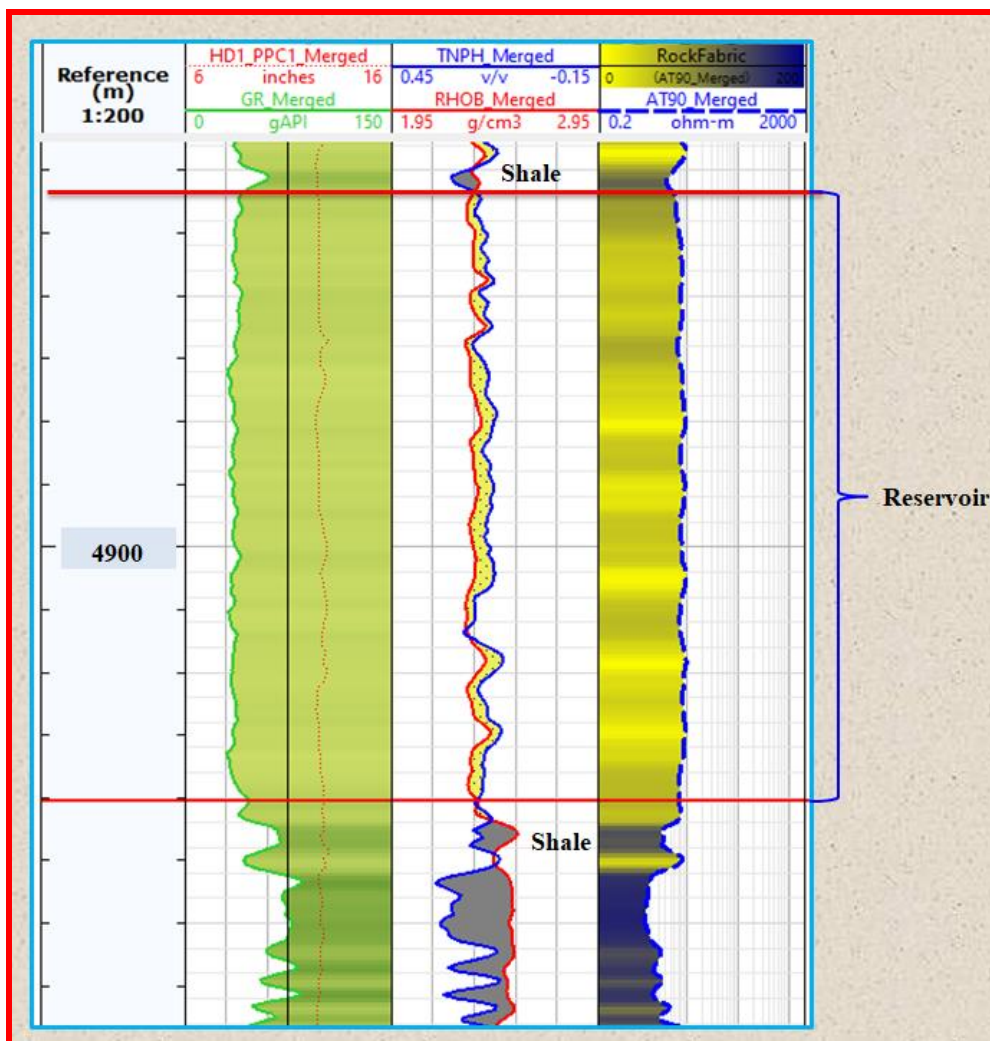 Reference
(m)
1:200
HD1_PPC1_Merged
6 inches 16
GR_Merged
0 gAPI 150
TNPH_Merged
0.45 v/v -0.15
RHOB_Merged
1.95 g/cm3 2.95
RockFabric
0 (AT90_Merged) 200
AT90_Merged
0.2 ohm-m 2000
Shale
Reservoir
4900
Shale